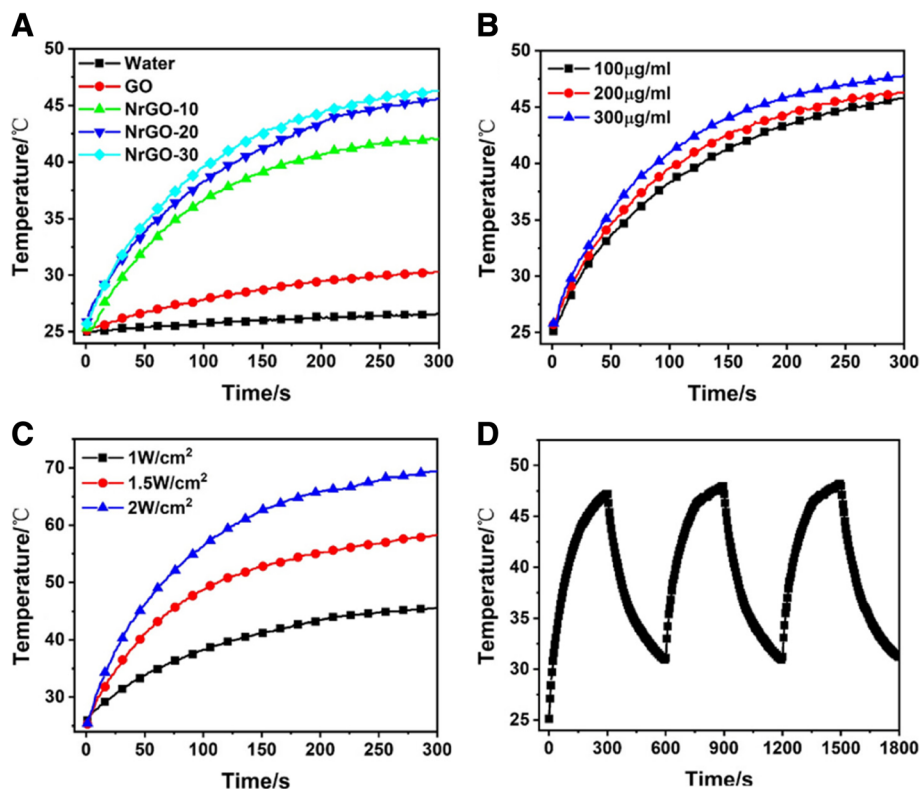 A
50
45
40
35
30
25
Temperature/℃
Water
GO
NrGO-10
NrGO-20
NrGO-30
0 50 100 150 200 250 300
Time/s
B
50
45
40
35
30
25
Temperature/℃
100μg/ml
200μg/ml
300μg/ml
0 50 100 150 200 250 300
Time/s
C
70
60
50
40
30
Temperature/℃
1W/cm²
1.5W/cm²
2W/cm²
0 50 100 150 200 250 300
Time/s
D
50
45
40
35
30
25
Temperature/℃
0 300 600 900 1200 1500 1800
Time/s